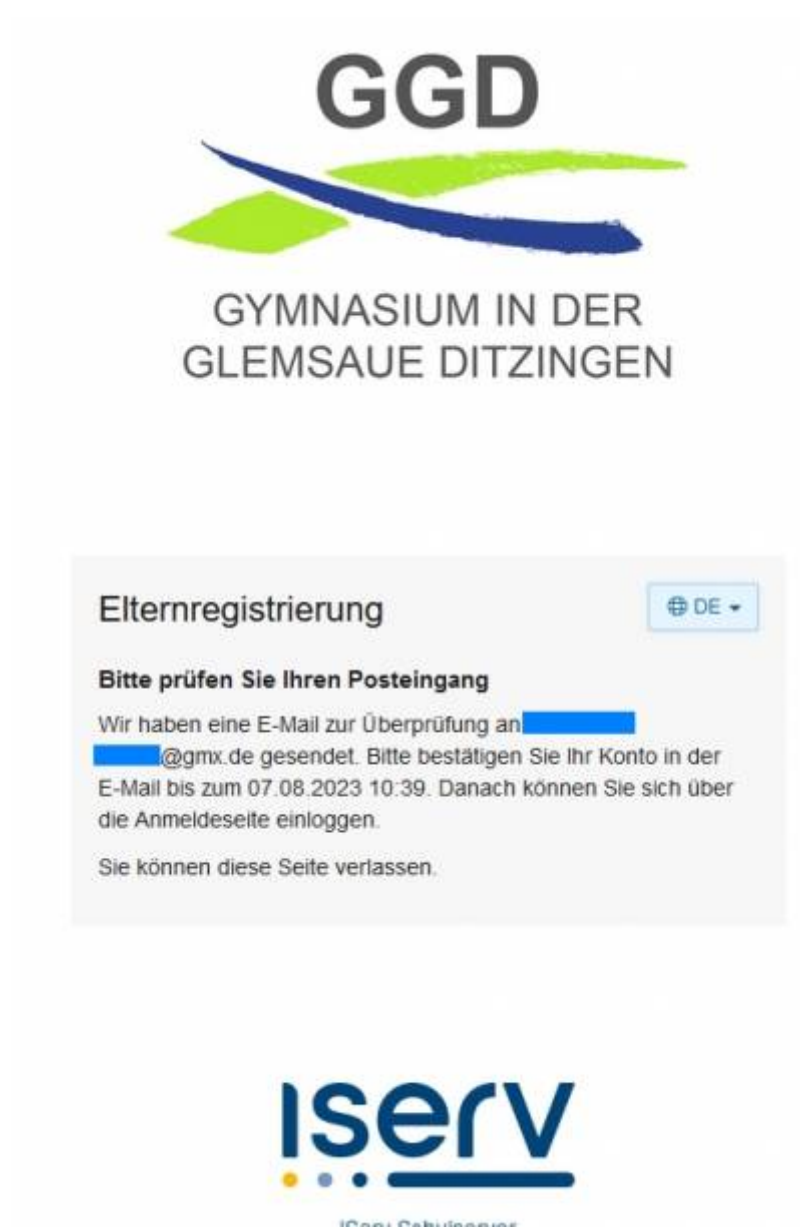 GGD
GYMNASIUM IN DER
GLEMSAUE DITZINGEN
Elternregistrierung
DE
Bitte prüfen Sie Ihren Posteingang
Wir haben eine E-Mail zur Überprüfung an
@gmx.de gesendet. Bitte bestätigen Sie Ihr Konto in der
E-Mail bis zum 07.08.2023 10:39. Danach können Sie sich über
die Anmeldeseite einloggen.
Sie können diese Seite verlassen.
Iserv
IServ Schulserver